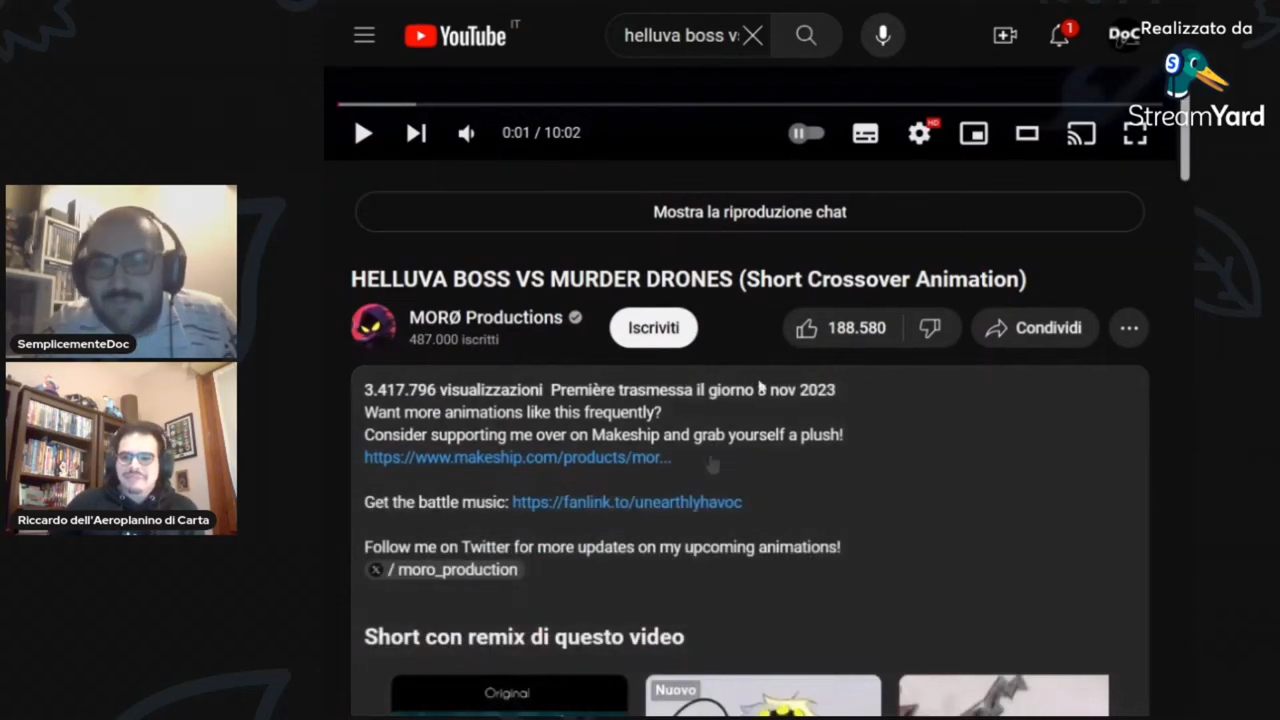 YouTube IT
helluva boss v
1
DoC
Realizzato da
S
StreamYard
0:01 / 10:02
HD
Mostra la riproduzione chat
HELLUVA BOSS VS MURDER DRONES (Short Crossover Animation)
MORØ Productions
487.000 iscritti
Iscriviti
188.580
Condividi
3.417.796 visualizzazioni Première trasmessa il giorno nov 2023
Want more animations like this frequently?
Consider supporting me over on Makeship and grab yourself a plush!
https://www.makeship.com/products/mor...
Get the battle music: https://fanlink.to/unearthlyhavoc
Follow me on Twitter for more updates on my upcoming animations!
/ moro_production
Short con remix di questo video
Original
Nuovo
SemplicementeDoc
Riccardo dell'Aeroplanino di Carta